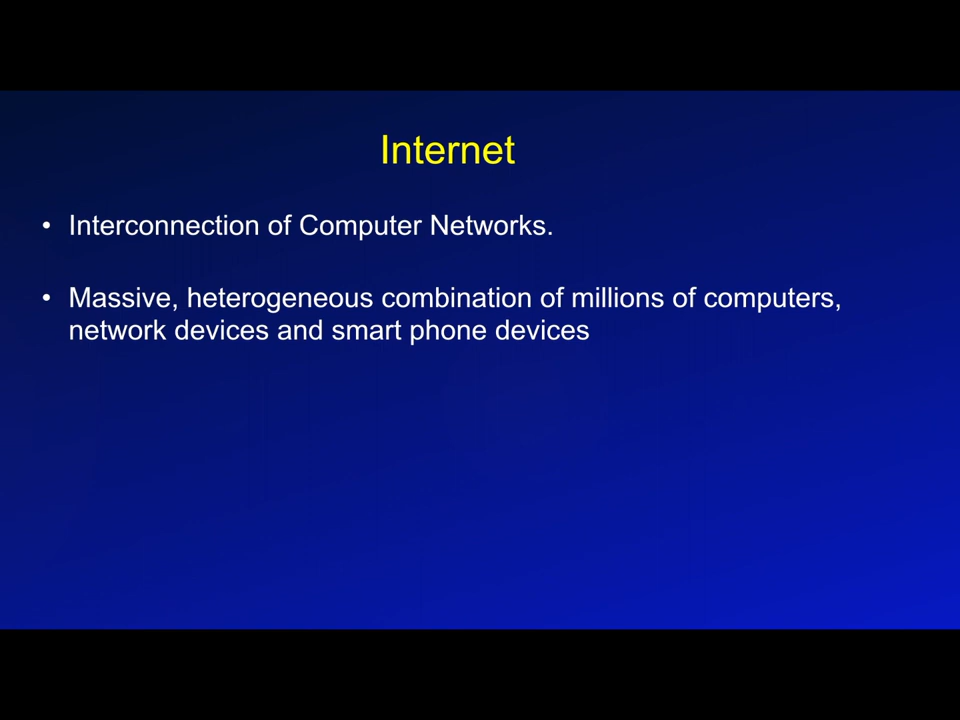 Internet
• Interconnection of Computer Networks.
• Massive, heterogeneous combination of millions of computers,
network devices and smart phone devices